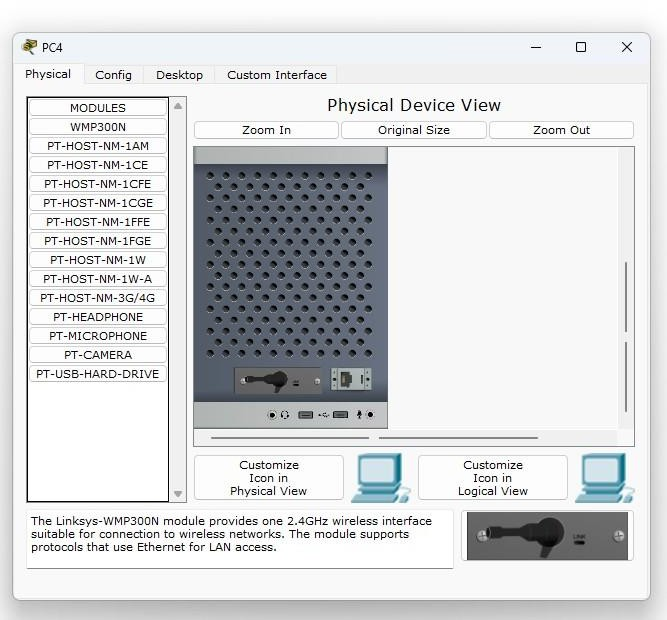 PC4
Physical
Config
Desktop
Custom Interface
MODULES
WMP300N
PT-HOST-NM-1AM
PT-HOST-NM-1CE
PT-HOST-NM-1CFE
PT-HOST-NM-1CGE
PT-HOST-NM-1FFE
PT-HOST-NM-1FGE
PT-HOST-NM-1W
PT-HOST-NM-1W-A
PT-HOST-NM-3G/4G
PT-HEADPHONE
PT-MICROPHONE
PT-CAMERA
PT-USB-HARD-DRIVE
Physical Device View
Zoom In
Original Size
Zoom Out
Customize
Icon in
Physical View
Customize
Icon in
Logical View
The Linksys-WMP300N module provides one 2.4GHz wireless interface
suitable for connection to wireless networks. The module supports
protocols that use Ethernet for LAN access.
LINK